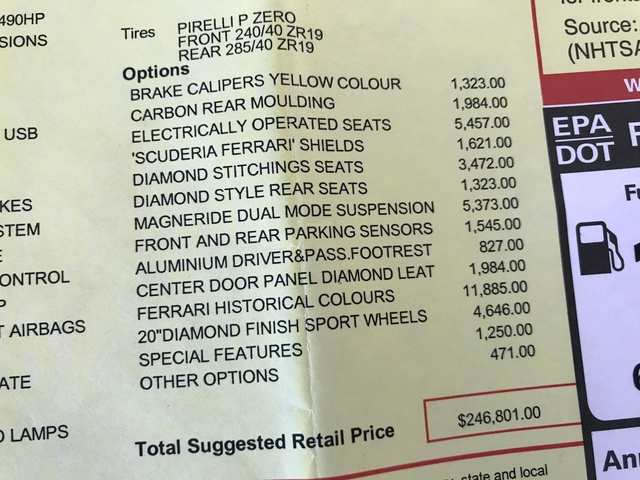 490HP
SIONS
USB
KES
STEM
E
ONTROL
P
T AIRBAGS
ATE
LAMPS
Tires PIRELLI P ZERO
FRONT 240/40 ZR19
REAR 285/40 ZR19
Options
BRAKE CALIPERS YELLOW COLOUR 1,323.00
CARBON REAR MOULDING 1,984.00
ELECTRICALLY OPERATED SEATS 5,457.00
'SCUDERIA FERRARI' SHIELDS 1,621.00
DIAMOND STITCHINGS SEATS 3,472.00
DIAMOND STYLE REAR SEATS 1,323.00
MAGNERIDE DUAL MODE SUSPENSION 5,373.00
FRONT AND REAR PARKING SENSORS 1,545.00
ALUMINIUM DRIVER&PASS.FOOTREST 827.00
CENTER DOOR PANEL DIAMOND LEAT 1,984.00
FERRARI HISTORICAL COLOURS 11,885.00
20"DIAMOND FINISH SPORT WHEELS 4,646.00
SPECIAL FEATURES 1,250.00
OTHER OPTIONS 471.00
Total Suggested Retail Price $246,801.00
state and local
Source:
(NHTSA
W
EPA
DOT
F
Fu
Ann